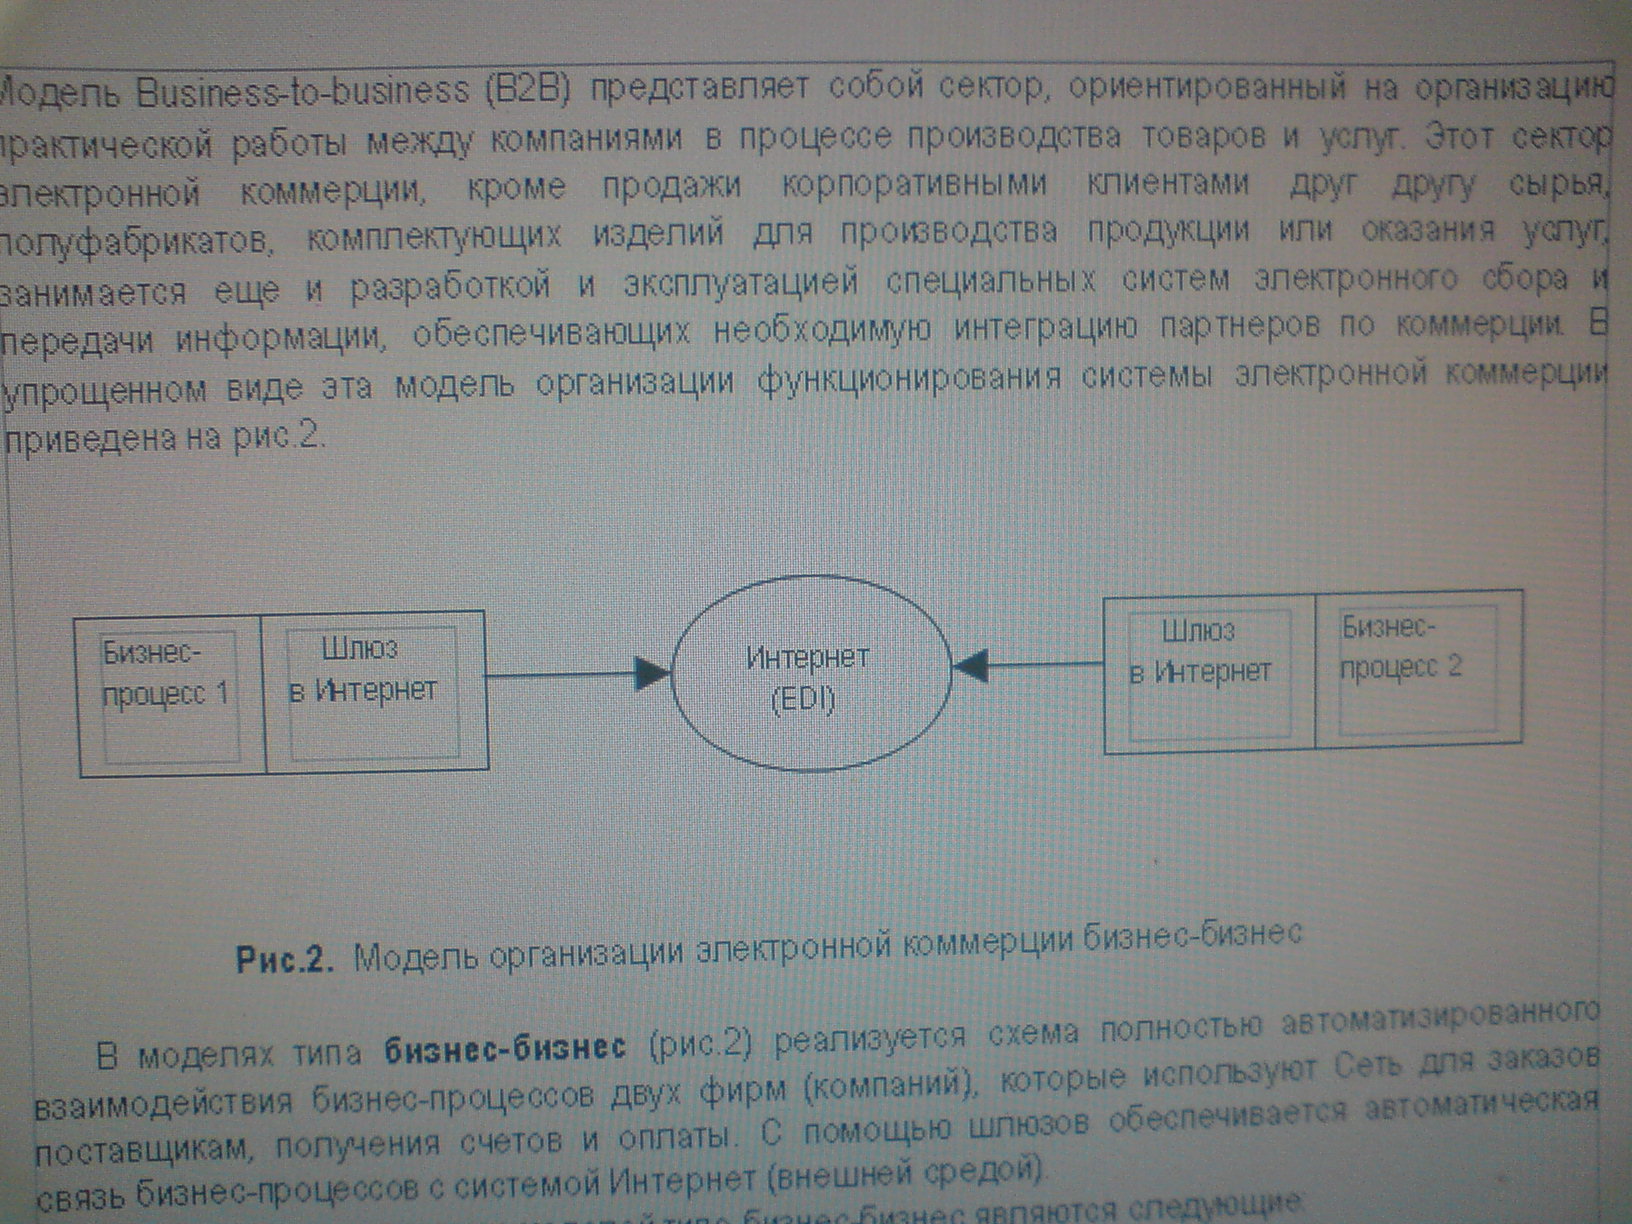 Модель Business-to-business (B2B) представляет собой сектор, ориентированный на организацию
практической работы между компаниями в процессе производства товаров и услуг. Этот сектор
электронной коммерции, кроме продажи корпоративными клиентами друг другу сырья,
полуфабрикатов, комплектующих изделий для производства продукции или оказания услуг,
занимается еще и разработкой и эксплуатацией специальных систем электронного сбора и
передачи информации, обеспечивающих необходимую интеграцию партнеров по коммерции. В
упрощенном виде эта модель организации функционирования системы электронной коммерции
приведена на рис.2.
Бизнес-
процесс 1
Шлюз
в Интернет
Интернет
(EDI)
Шлюз
в Интернет
Бизнес-
процесс 2
Рис.2. Модель организации электронной коммерции бизнес-бизнес
В моделях типа бизнес-бизнес (рис.2) реализуется схема полностью автоматизированного
взаимодействия бизнес-процессов двух фирм (компаний), которые используют Сеть для заказов
поставщикам, получения счетов и оплаты. С помощью шлюзов обеспечивается автоматическая
связь бизнес-процессов с системой Интернет (внешней средой).
типа бизнес-бизнес являются следующие: